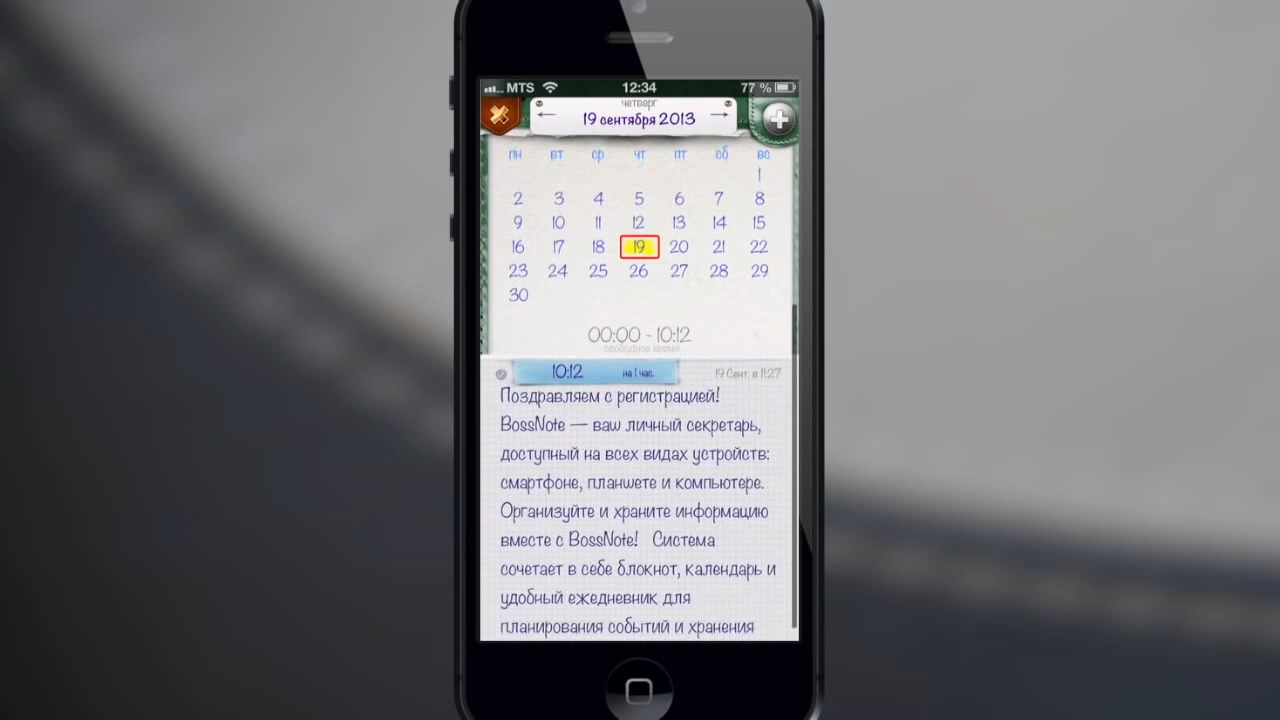 MTS 12:34 77 %
четверг
19 сентября 2013
пн вт ср чт пт сб вс
1
2 3 4 5 6 7 8
9 10 11 12 13 14 15
16 17 18 19 20 21 22
23 24 25 26 27 28 29
30
00:00 - 10:12
свободное время
10:12 на 1 час. 19 Сент. в 11:27
Поздравляем с регистрацией!
BossNote — ваш личный секретарь,
доступный на всех видах устройств:
смартфоне, планшете и компьютере.
Организуйте и храните информацию
вместе с BossNote! Система
сочетает в себе блокнот, календарь и
удобный ежедневник для
планирования событий и хранения